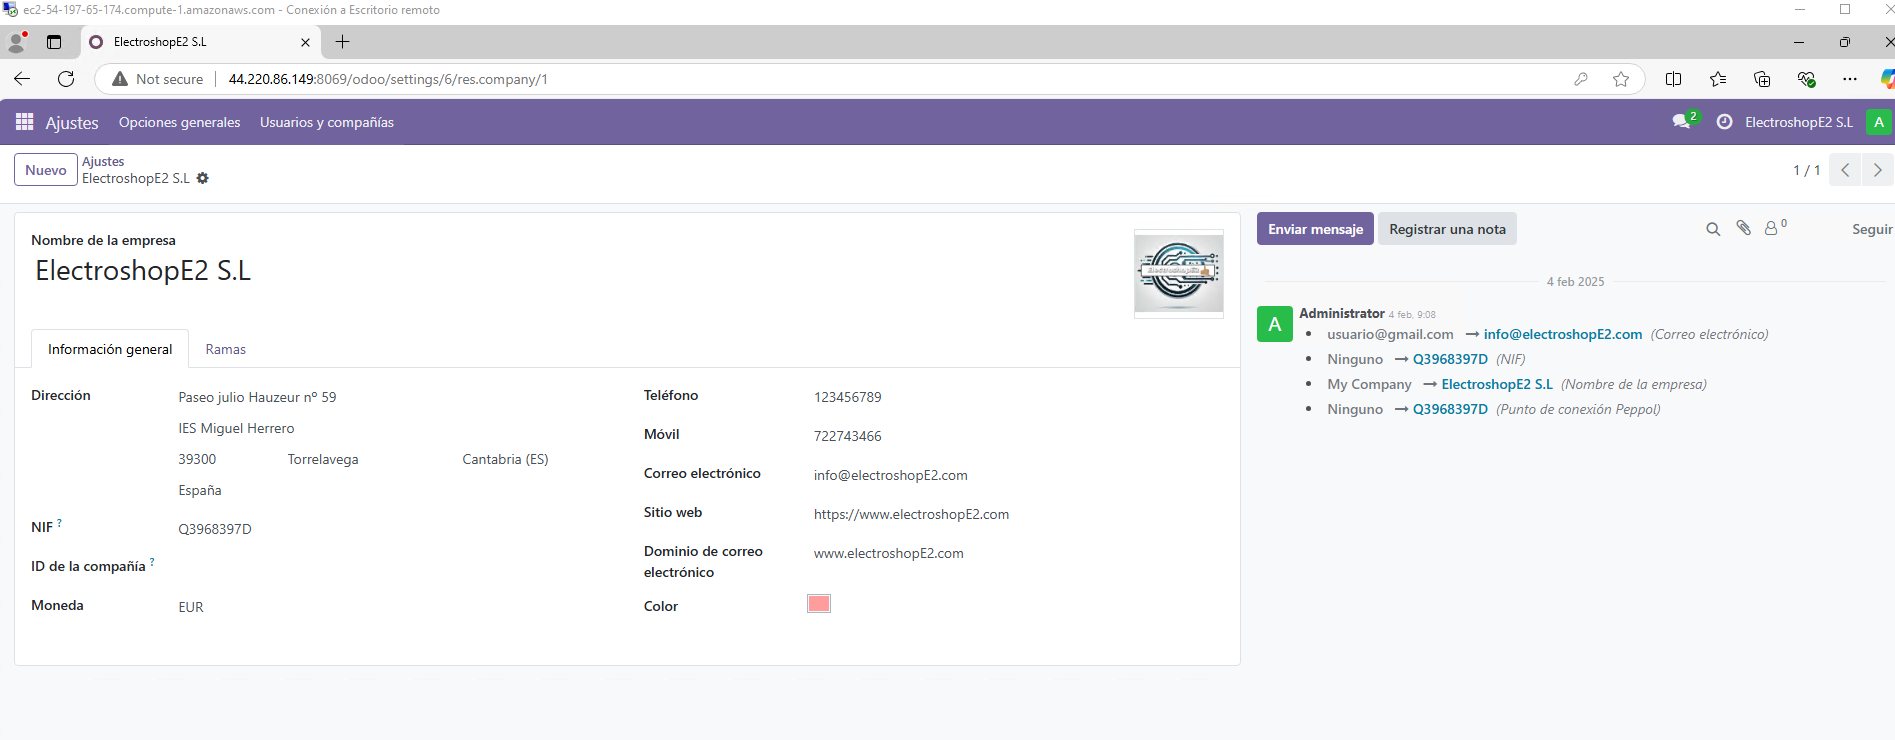 ec2-54-197-65-174.compute-1.amazonaws.com - Conexión a Escritorio remoto
ElectroshopE2 S.L
Not secure 44.220.86.149:8069/odoo/settings/6/res.company/1
Ajustes Opciones generales Usuarios y compañías 2 ElectroshopE2 S.L A
Nuevo
Ajustes
ElectroshopE2 S.L
1 / 1
Nombre de la empresa
ElectroshopE2 S.L
Información general Ramas
Dirección
Paseo julio Hauzeur nº 59
IES Miguel Herrero
39300 Torrelavega Cantabria (ES)
España
NIF ? Q3968397D
ID de la compañía ?
Moneda EUR
Teléfono 123456789
Móvil 722743466
Correo electrónico info@electroshopE2.com
Sitio web https://www.electroshopE2.com
Dominio de correo electrónico www.electroshopE2.com
Color
Enviar mensaje Registrar una nota 0 Seguir
4 feb 2025
A
Administrator 4 feb, 9:08
• usuario@gmail.com → info@electroshopE2.com (Correo electrónico)
• Ninguno → Q3968397D (NIF)
• My Company → ElectroshopE2 S.L (Nombre de la empresa)
• Ninguno → Q3968397D (Punto de conexión Peppol)